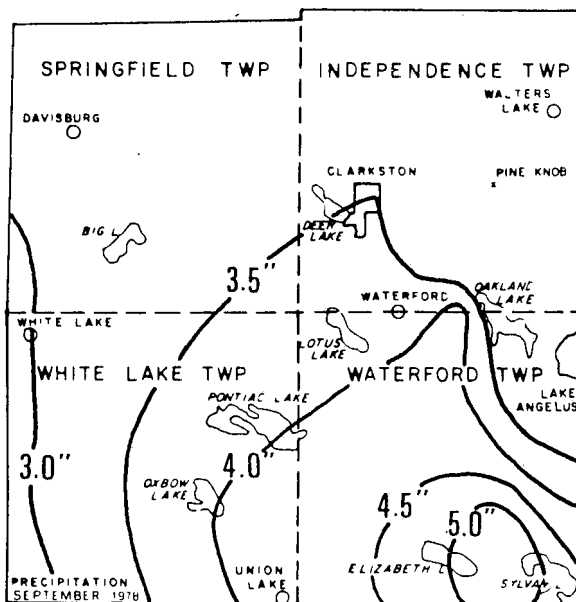 SPRINGFIELD TWP
INDEPENDENCE TWP
WALTERS
LAKE
DAVISBURG
CLARKSTON
PINE KNOB
BIG L
DEER
LAKE
3.5"
WATERFORD
OAKLAND
LAKE
WHITE LAKE
LOTUS
LAKE
WHITE LAKE TWP
WATERFORD TWP
LAKE
ANGELUS
PONTIAC LAKE
3.0"
4.0"
OXBOW
LAKE
4.5"
5.0"
UNION
LAKE
ELIZABETH L
SYLVAN
PRECIPITATION
SEPTEMBER 1978